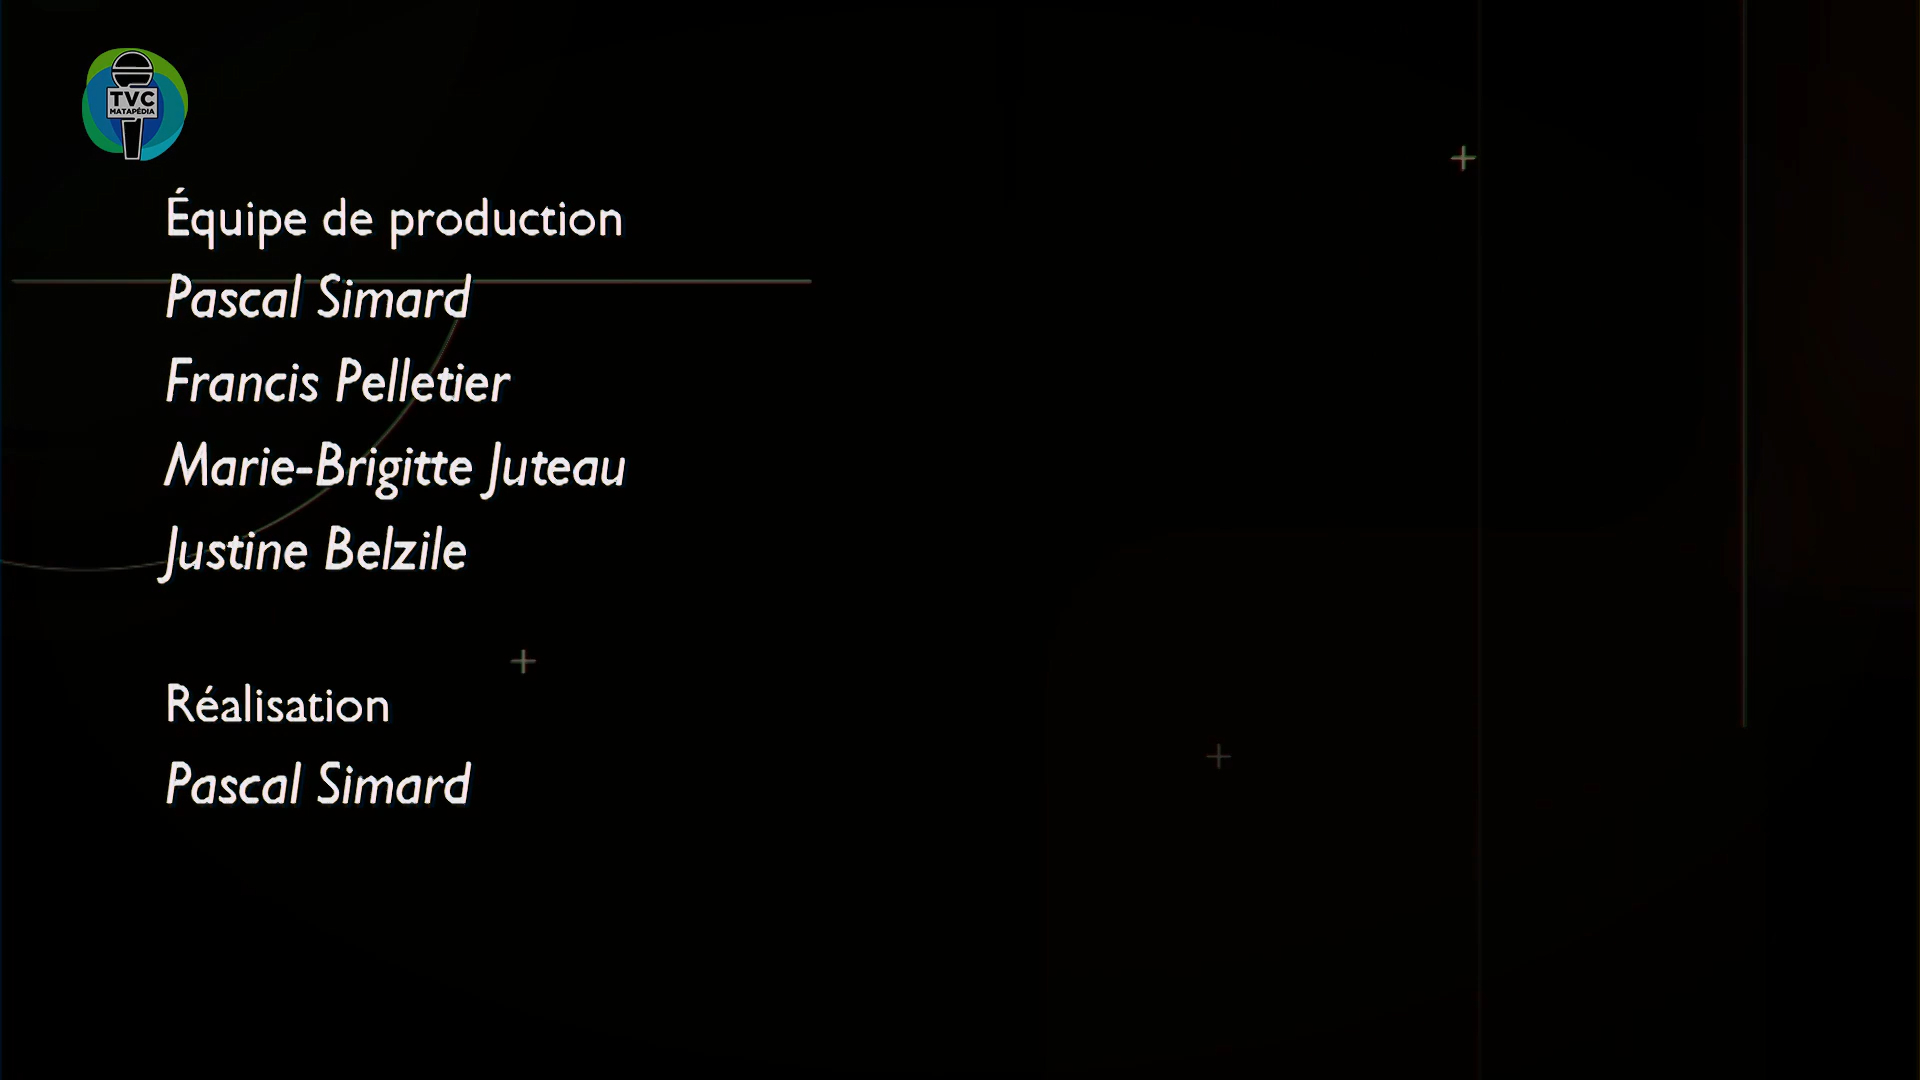 TVC
MATAPÉDIA
Équipe de production
Pascal Simard
Francis Pelletier
Marie-Brigitte Juteau
Justine Belzile
Réalisation
Pascal Simard